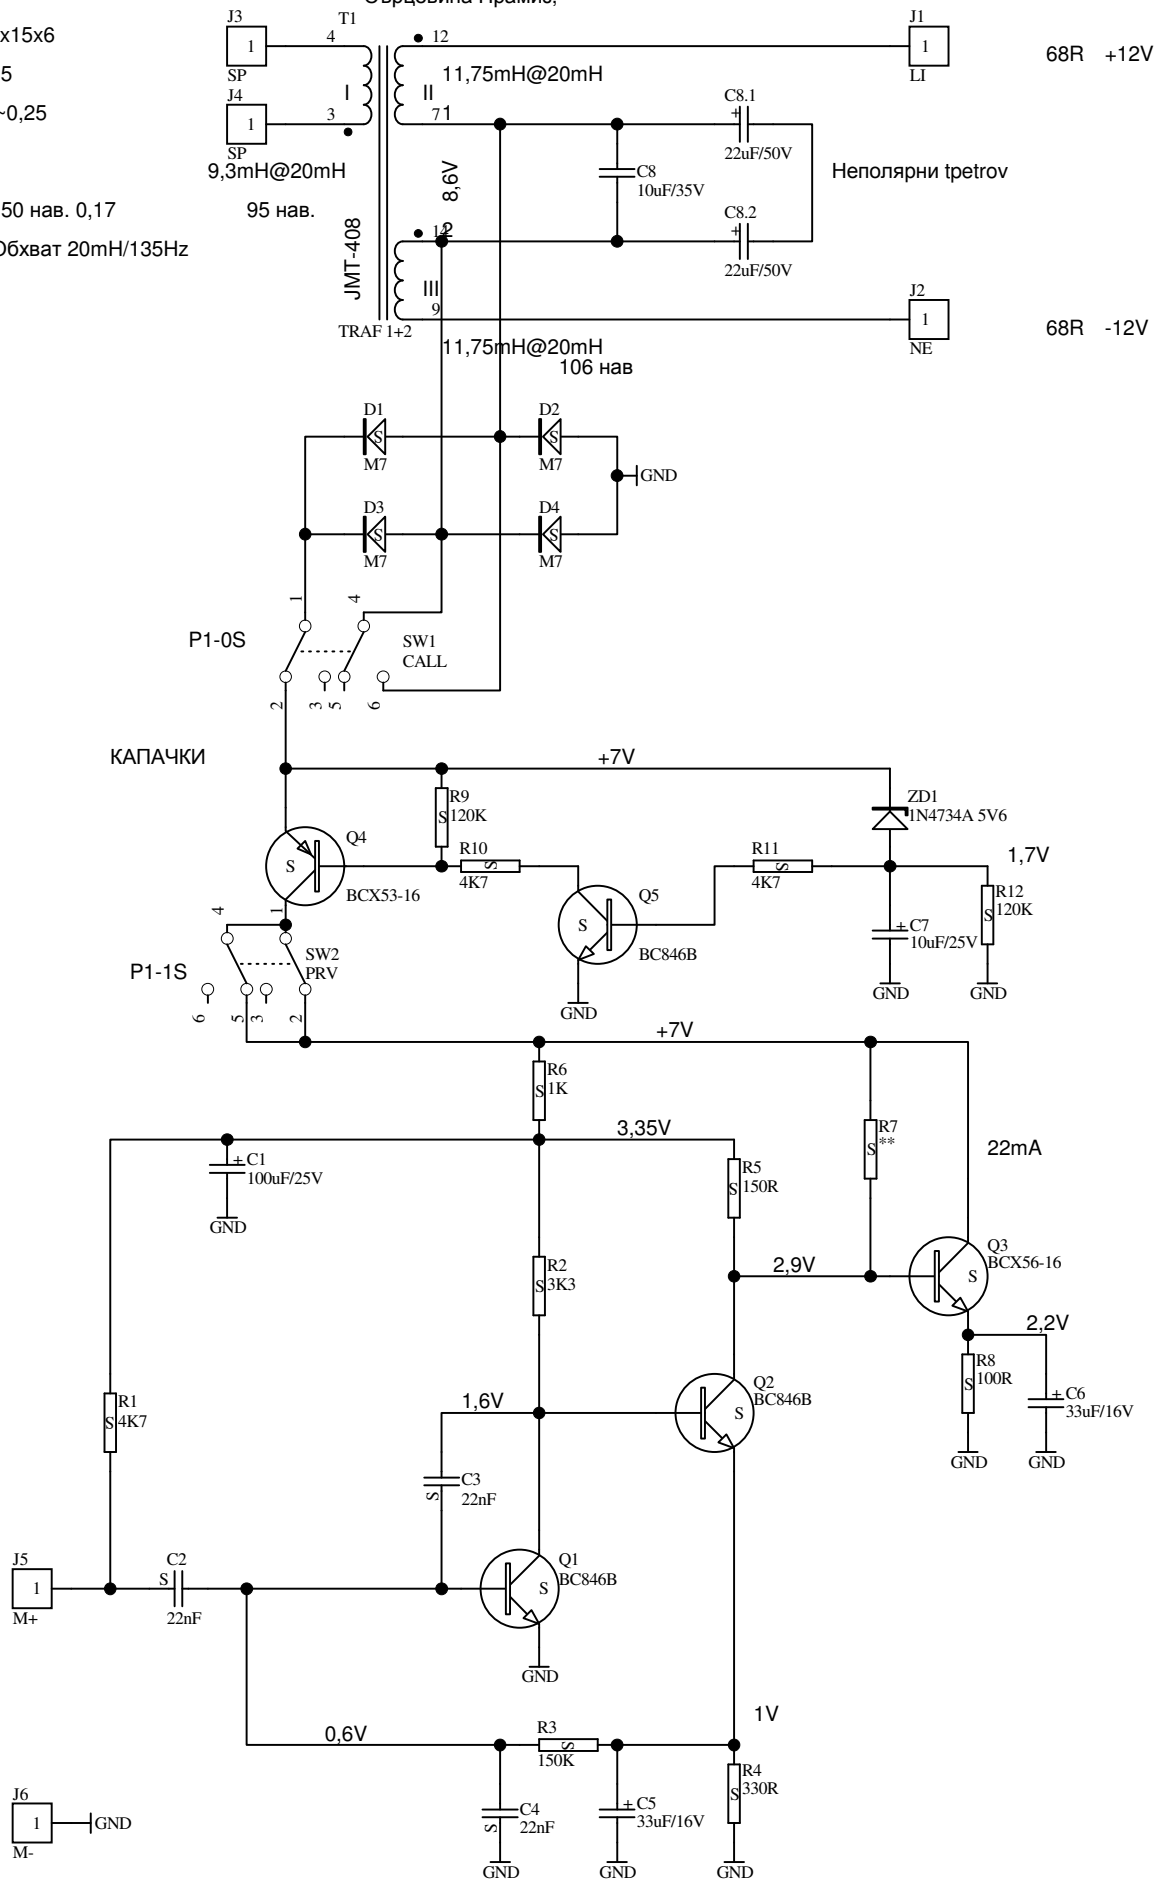 J3
T1
J1
x15x6
1
4
12
1
68R +12V
SP
11,75mH@20mH
LI
5
J4
I
II
C8.1
~0,25
1
3
71
+
SP
22uF/50V
9,3mH@20mH
8,6V
C8
10uF/35V
Неполярни tpetrov
50 нав. 0,17
95 нав.
C8.2
Обхват 20mH/135Hz
JMT-408
+
22uF/50V
III
J2
9
1
68R -12V
TRAF 1+2
11,75mH@20mH
NE
106 нав
D1
D2
S
S
M7
M7
GND
D3
D4
S
S
M7
M7
1
4
P1-0S
SW1
CALL
2
3
5
6
КАПАЧКИ
+7V
R9
S
120K
ZD1
1N4734A 5V6
Q4
S
BCX53-16
R10
S
4K7
R11
S
4K7
1,7V
Q5
S
BC846B
R12
S
120K
+
C7
10uF/25V
4
1
P1-1S
SW2
PRV
GND
GND
GND
6
5
3
2
+7V
R6
S
1K
3,35V
R7
S
**
22mA
+
C1
100uF/25V
R5
S
150R
GND
Q3
S
BCX56-16
R2
S
3K3
2,9V
2,2V
R8
S
100R
+
C6
33uF/16V
R1
S
4K7
1,6V
Q2
S
BC846B
GND
GND
C3
S
22nF
J5
1
M+
C2
S
22nF
Q1
S
BC846B
GND
1V
0,6V
R3
S
150K
R4
S
330R
J6
1
M-
GND
C4
S
22nF
+
C5
33uF/16V
GND
GND
GND